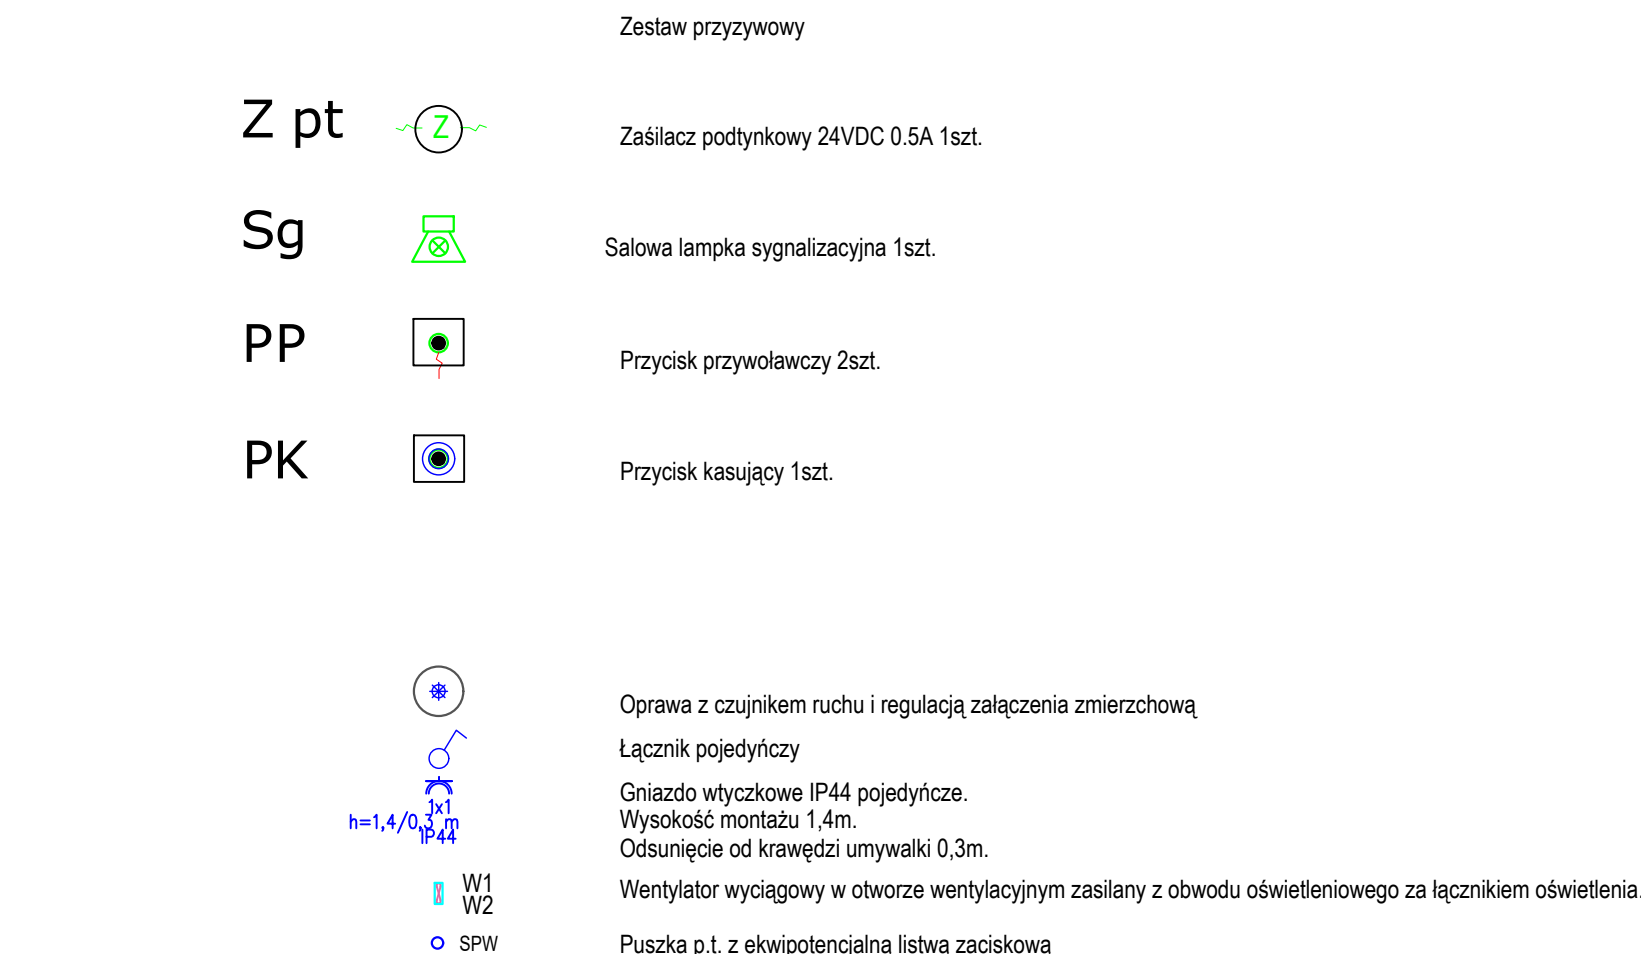 Zestaw przyzywowy
Z pt Z Zaśilacz podtynkowy 24VDC 0.5A 1szt.
Sg Salowa lampka sygnalizacyjna 1szt.
PP Przycisk przywoławczy 2szt.
PK Przycisk kasujący 1szt.
Oprawa z czujnikem ruchu i regulacją załączenia zmierzchową
Łącznik pojedyńczy
Gniazdo wtyczkowe IP44 pojedyńcze.
1x1
h=1,4/0,3 m Wysokość montażu 1,4m.
IP44 Odsunięcie od krawędzi umywalki 0,3m.
W1 Wentylator wyciągowy w otworze wentylacyjnym zasilany z obwodu oświetleniowego za łącznikiem oświetlenia.
W2
SPW Puszka p.t. z ekwipotencjalną listwą zaciskową